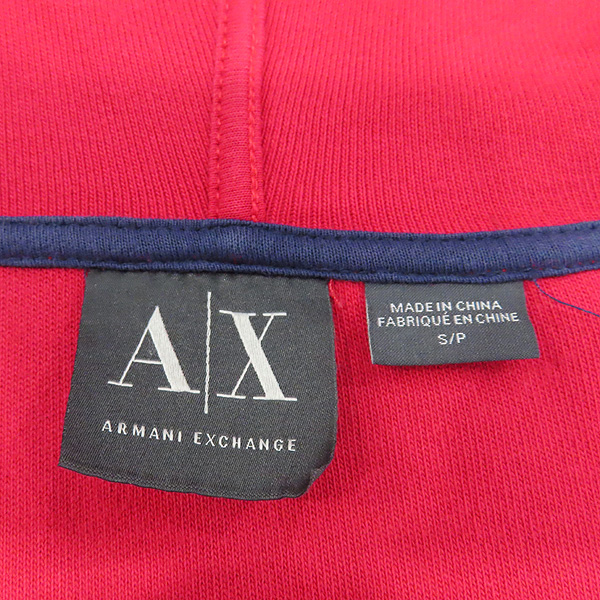 A|X
ARMANI EXCHANGE
MADE IN CHINA
FABRIQUÉ EN CHINE
S/P